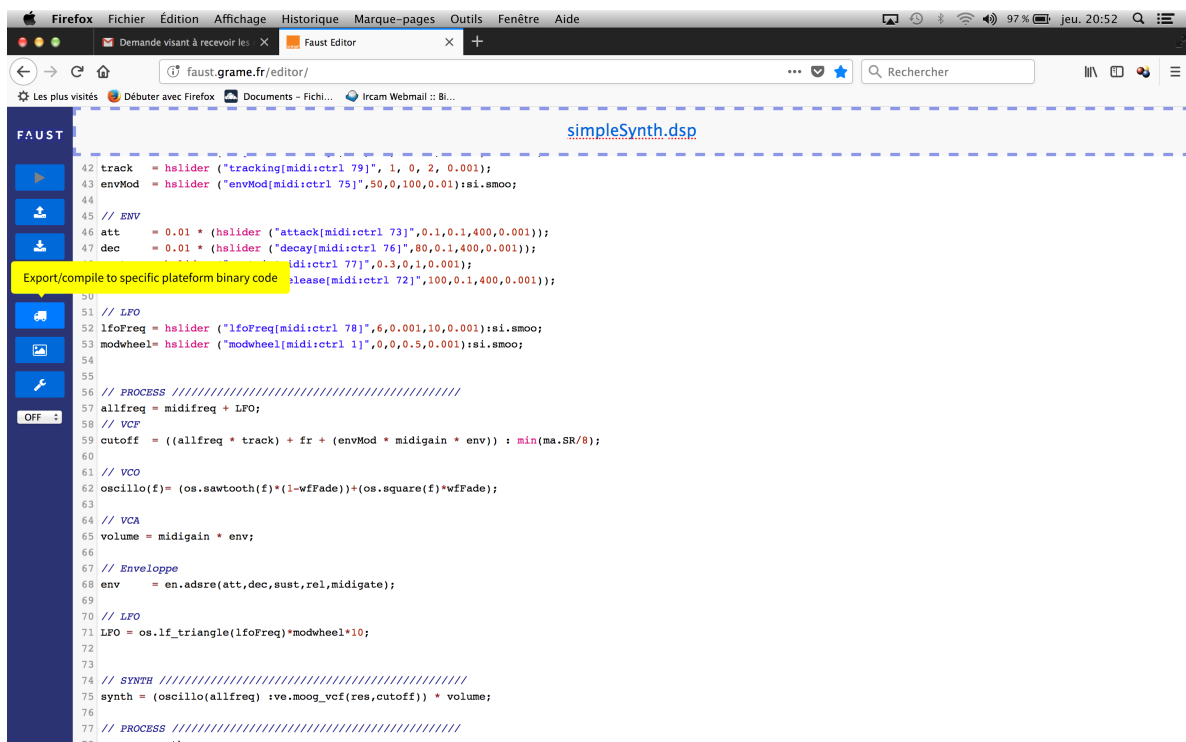 Firefox Fichier Édition Affichage Historique Marque-pages Outils Fenêtre Aide 97 % jeu. 20:52
Demande visant à recevoir les Faust Editor
faust.grame.fr/editor/ Rechercher
Les plus visités Débuter avec Firefox Documents – Fichi... Ircam Webmail :: Bi...
FAUST
simpleSynth.dsp
42 track = hslider ("tracking[midi:ctrl 79]", 1, 0, 2, 0.001);
43 envMod = hslider ("envMod[midi:ctrl 75]",50,0,100,0.01):si.smoo;
44
45 // ENV
46 att = 0.01 * (hslider ("attack[midi:ctrl 73]",0.1,0.1,400,0.001));
47 dec = 0.01 * (hslider ("decay[midi:ctrl 76]",80,0.1,400,0.001));
idi:ctrl 77]",0.3,0,1,0.001);
Export/compile to specific plateform binary code
elease[midi:ctrl 72]",100,0.1,400,0.001));
50
51 // LFO
52 lfoFreq = hslider ("lfoFreq[midi:ctrl 78]",6,0.001,10,0.001):si.smoo;
53 modwheel= hslider ("modwheel[midi:ctrl 1]",0,0,0.5,0.001):si.smoo;
54
55
56 // PROCESS ////////////////////////////////////////////
OFF
57 allfreq = midifreq + LFO;
58 // VCF
59 cutoff = ((allfreq * track) + fr + (envMod * midigain * env)) : min(ma.SR/8);
60
61 // VCO
62 oscillo(f)= (os.sawtooth(f)*(1-wfFade))+(os.square(f)*wfFade);
63
64 // VCA
65 volume = midigain * env;
66
67 // Enveloppe
68 env = en.adsre(att,dec,sust,rel,midigate);
69
70 // LFO
71 LFO = os.lf_triangle(lfoFreq)*modwheel*10;
72
73
74 // SYNTH ///////////////////////////////////////////////
75 synth = (oscillo(allfreq) :ve.moog_vcf(res,cutoff)) * volume;
76
77 // PROCESS ////////////////////////////////////////////